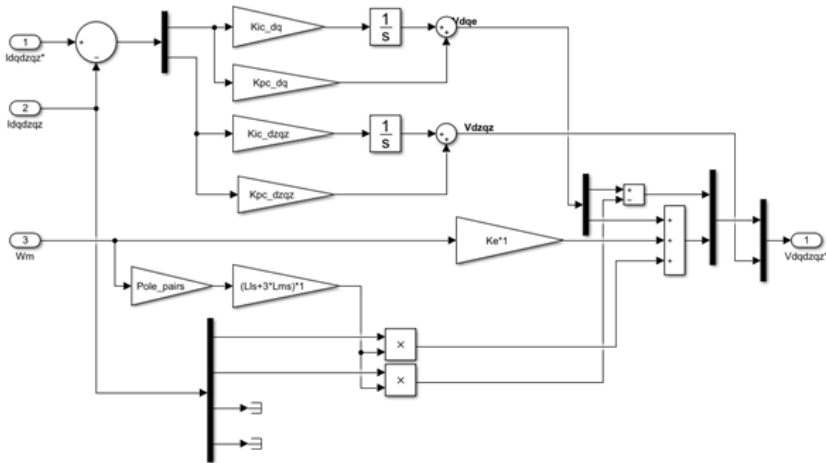 1
Idqdzqz*
+
−
2
Idqdzqz
Kic_dq
1
s
+
+
Vdqe
Kpc_dq
Kic_dzqz
1
s
+
+
Vdzqz
Kpc_dzqz
3
Wm
Ke*1
+
−
+
+
+
1
Vdqdzqz*
Pole_pairs
(Lls+3*Lms)*1
×
×